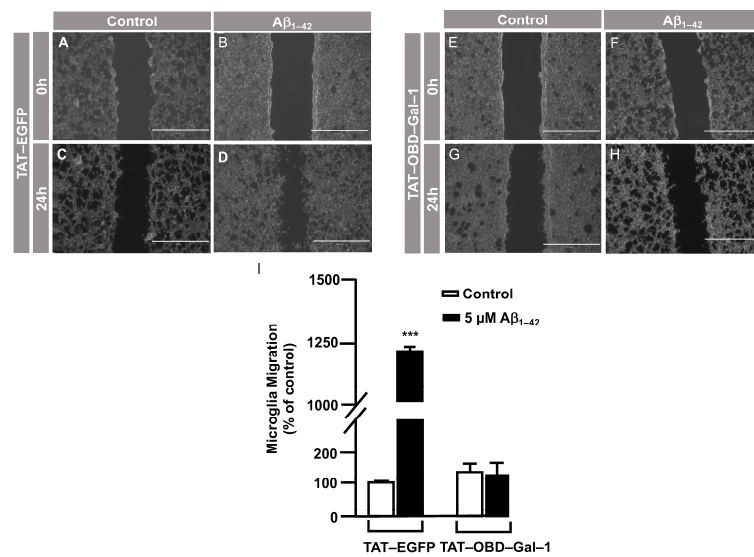 Control
Aβ1–42
Control
Aβ1–42
TAT–EGFP
0h
24h
A
B
C
D
TAT–OBD–Gal–1
0h
24h
E
F
G
H
I
Microglia Migration
(% of control)
1500
1250
1000
200
100
0
Control
5 µM Aβ1–42
***
TAT–EGFP
TAT–OBD–Gal–1